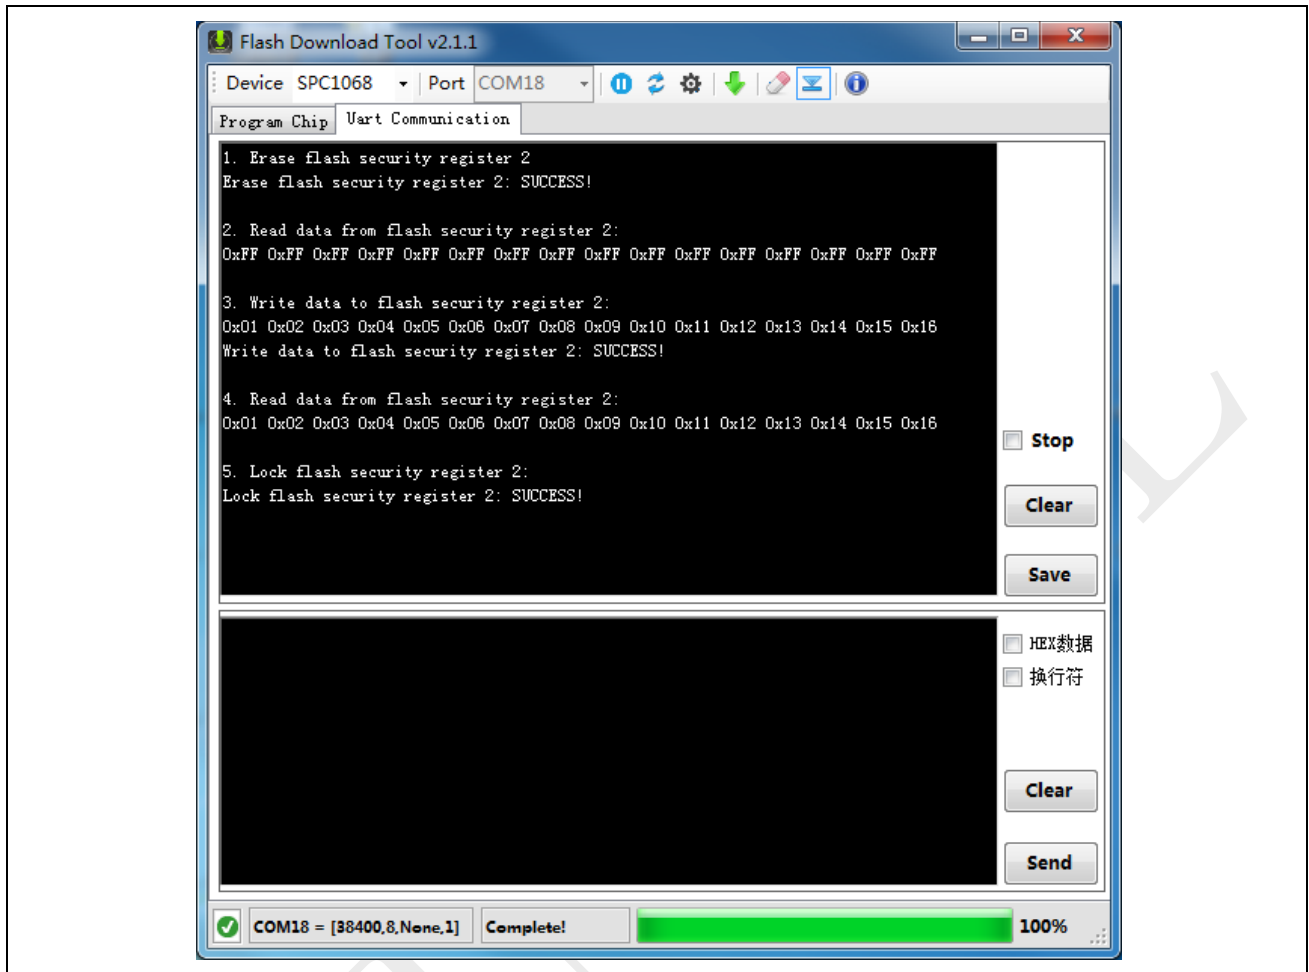 Flash Download Tool v2.1.1
Device SPC1068 Port COM18
Program Chip Uart Communication
1. Erase flash security register 2
Erase flash security register 2: SUCCESS!
2. Read data from flash security register 2:
0xFF 0xFF 0xFF 0xFF 0xFF 0xFF 0xFF 0xFF 0xFF 0xFF 0xFF 0xFF 0xFF 0xFF 0xFF 0xFF
3. Write data to flash security register 2:
0x01 0x02 0x03 0x04 0x05 0x06 0x07 0x08 0x09 0x10 0x11 0x12 0x13 0x14 0x15 0x16
Write data to flash security register 2: SUCCESS!
4. Read data from flash security register 2:
0x01 0x02 0x03 0x04 0x05 0x06 0x07 0x08 0x09 0x10 0x11 0x12 0x13 0x14 0x15 0x16
Stop
5. Lock flash security register 2:
Lock flash security register 2: SUCCESS!
Clear
Save
HEX数据
换行符
Clear
Send
COM18 = [38400,8,None,1] Complete! 100%